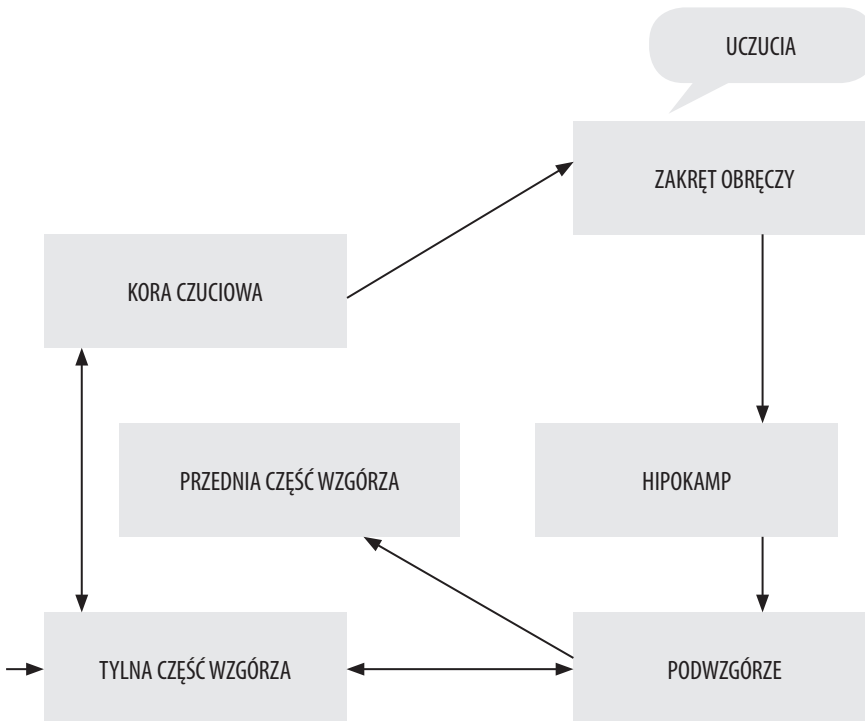 UCZUCIA
ZAKRĘT OBRĘCZY
KORA CZUCIOWA
PRZEDNIA CZĘŚĆ WZGÓRZA
HIPOKAMP
TYLNA CZĘŚĆ WZGÓRZA
PODWZGÓRZE